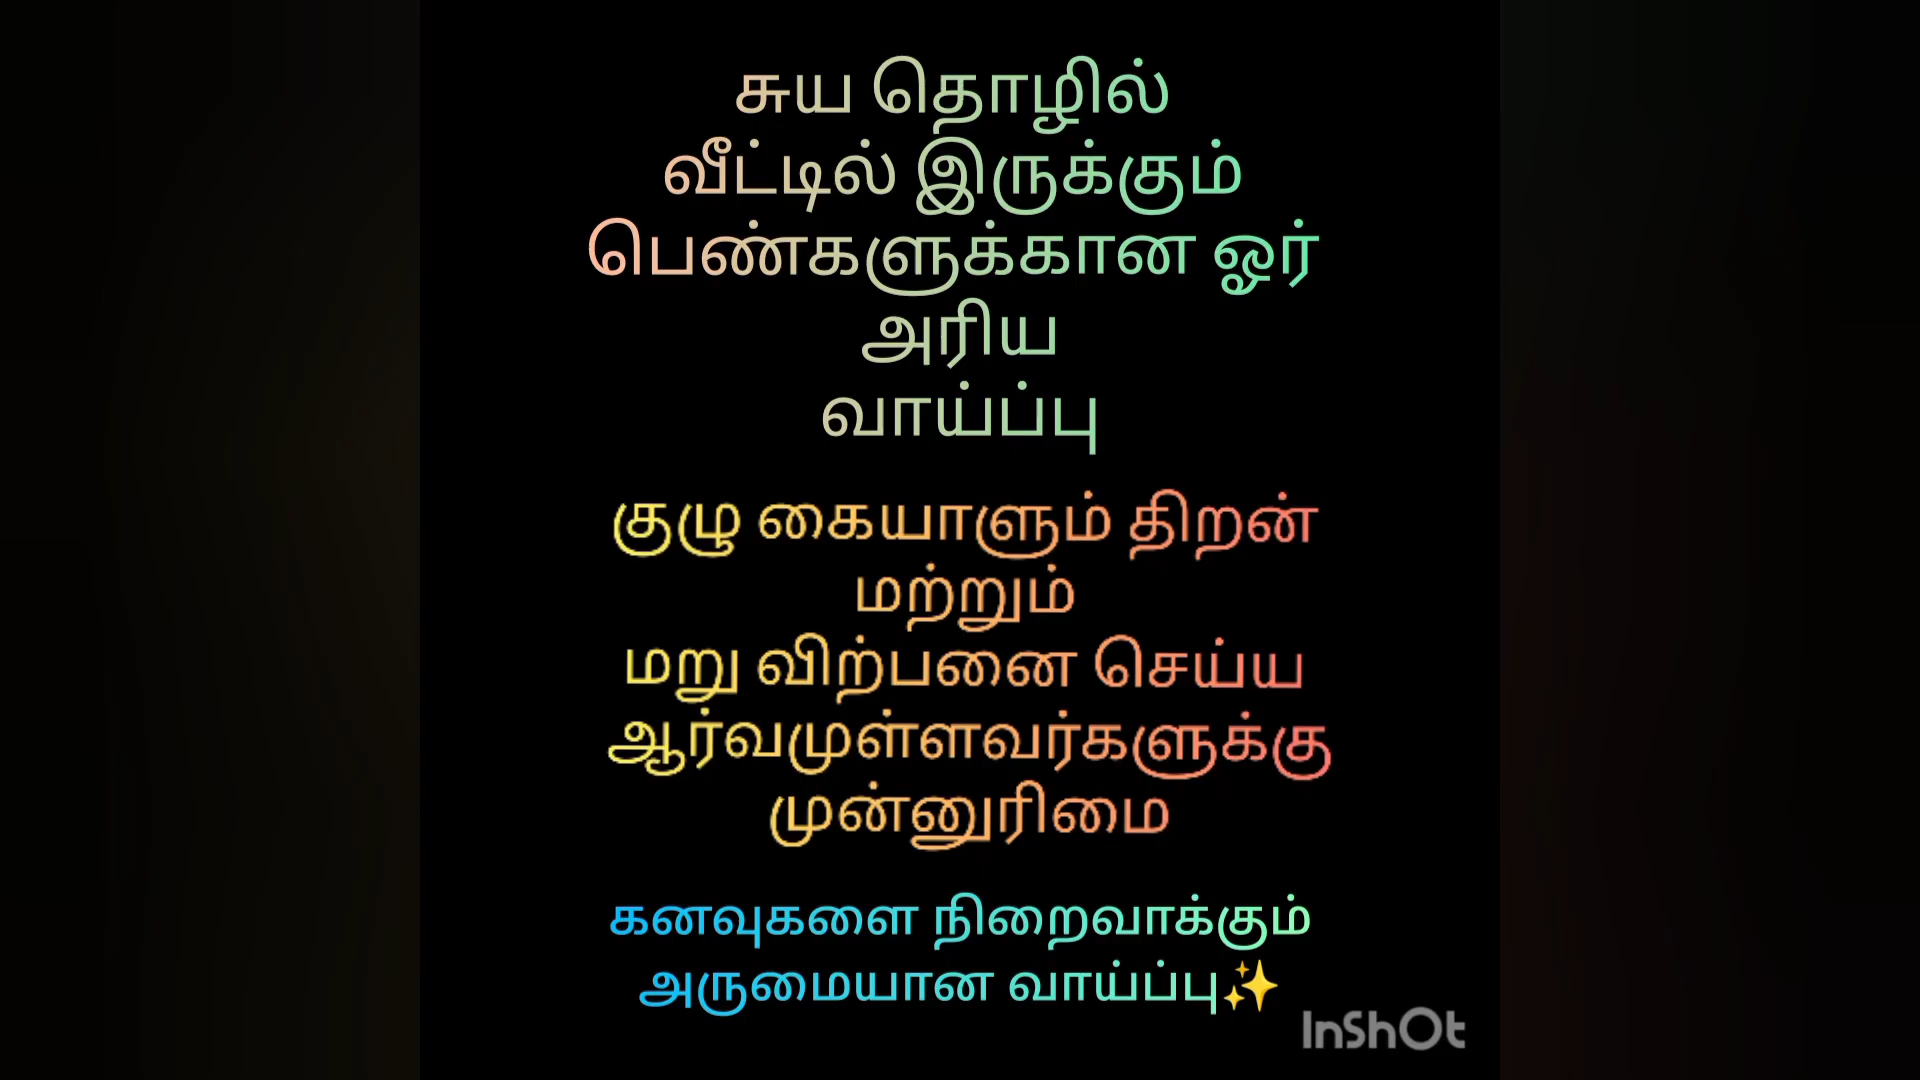 சுய தொழில்
வீட்டில் இருக்கும்
பெண்களுக்கான ஓர்
அரிய
வாய்ப்பு
குழு கையாளும் திறன்
மற்றும்
மறு விற்பனை செய்ய
ஆர்வமுள்ளவர்களுக்கு
முன்னுரிமை
கனவுகளை நிறைவாக்கும்
அருமையான வாய்ப்பு✨
InShOt